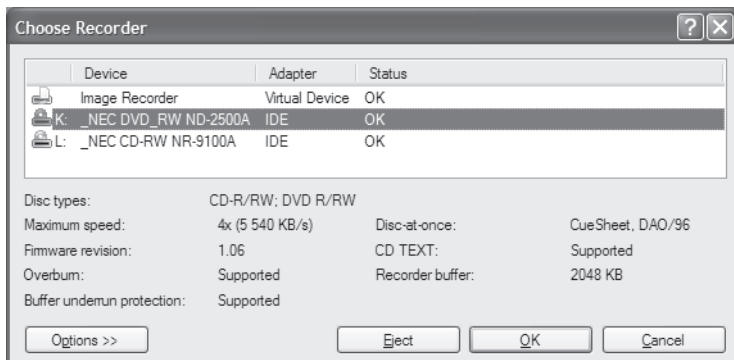 Choose Recorder
Device Adapter Status
Image Recorder Virtual Device OK
K: _NEC DVD_RW ND-2500A IDE OK
L: _NEC CD-RW NR-9100A IDE OK
Disc types: CD-R/RW; DVD R/RW
Maximum speed: 4x (5 540 KB/s) Disc-at-once: CueSheet, DAO/96
Firmware revision: 1.06 CD TEXT: Supported
Overburn: Supported Recorder buffer: 2048 KB
Buffer underrun protection: Supported
Options >> Eject OK Cancel